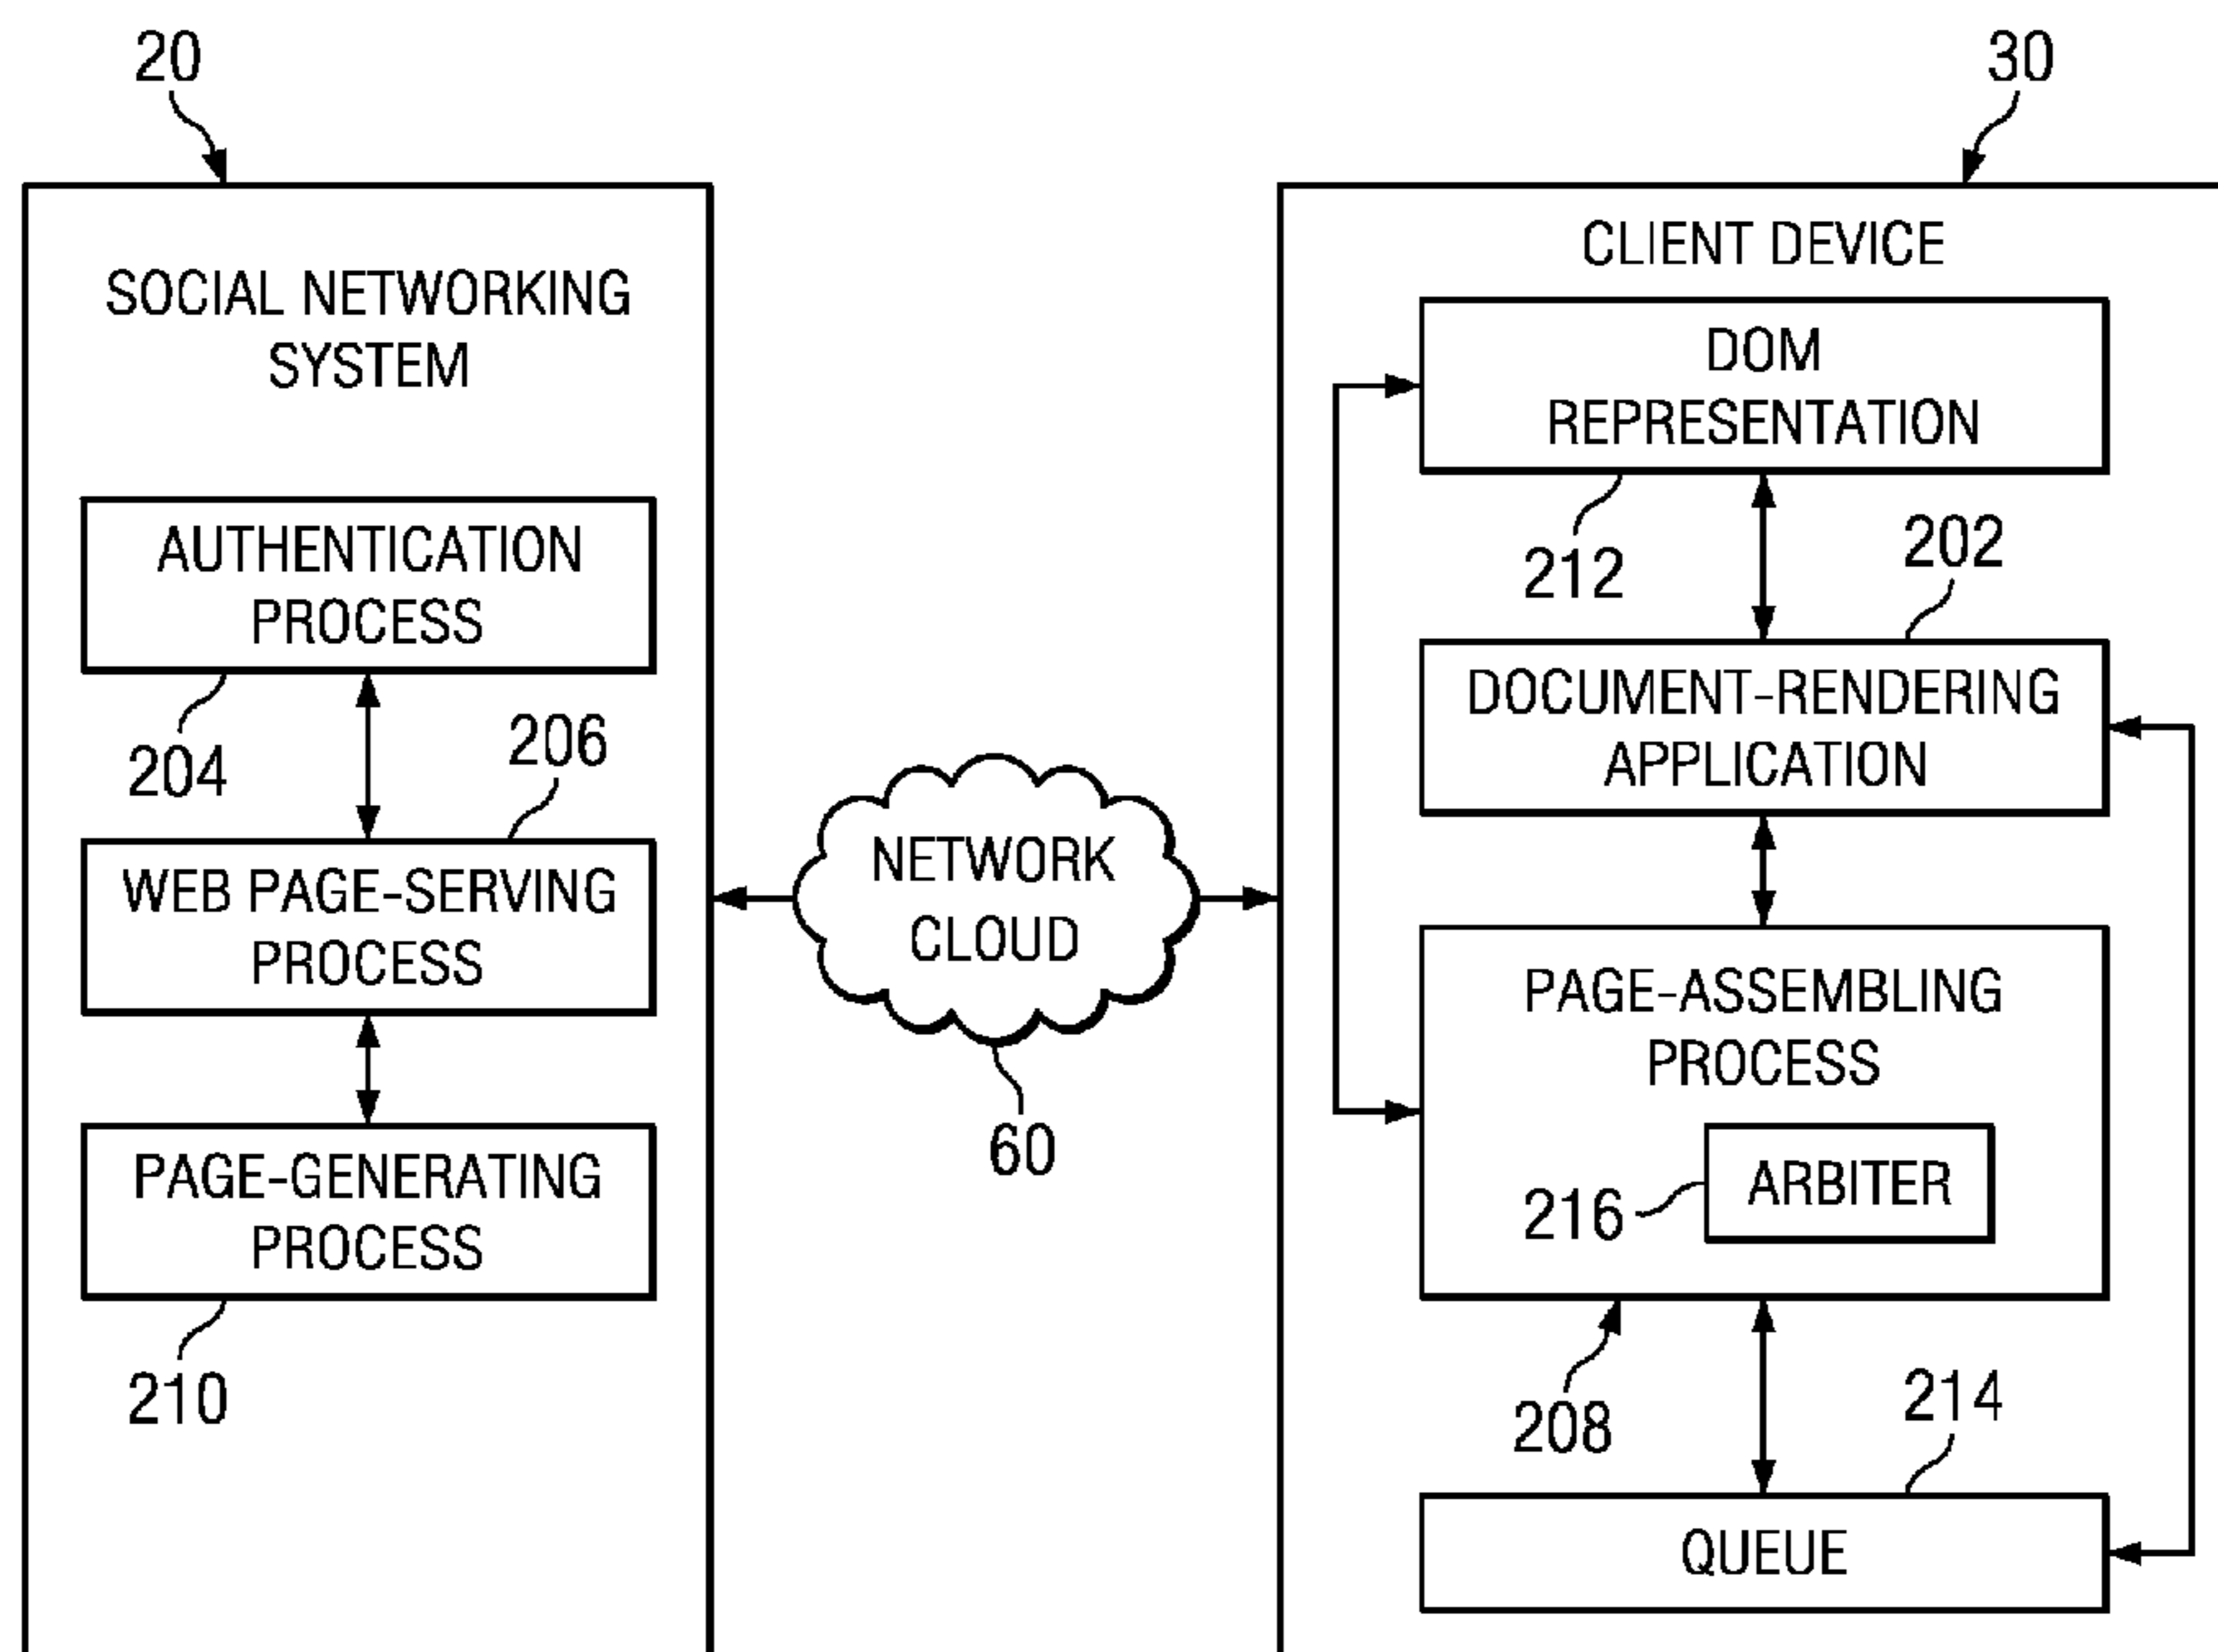 20
SOCIAL NETWORKING
SYSTEM
AUTHENTICATION
PROCESS
204
206
WEB PAGE-SERVING
PROCESS
PAGE-GENERATING
PROCESS
210
NETWORK
CLOUD
60
30
CLIENT DEVICE
DOM
REPRESENTATION
212
202
DOCUMENT-RENDERING
APPLICATION
PAGE-ASSEMBLING
PROCESS
216
ARBITER
208
214
QUEUE